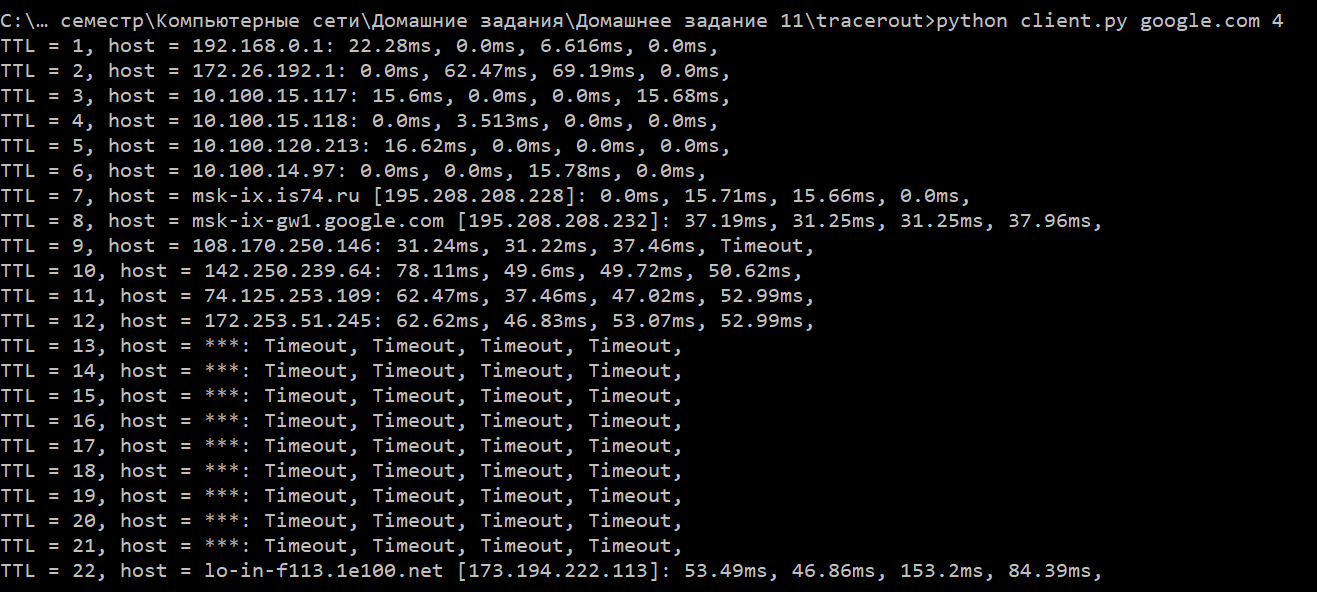 C:\… семестр\Компьютерные сети\Домашние задания\Домашнее задание 11\tracerout>python client.py google.com 4
TTL = 1, host = 192.168.0.1: 22.28ms, 0.0ms, 6.616ms, 0.0ms,
TTL = 2, host = 172.26.192.1: 0.0ms, 62.47ms, 69.19ms, 0.0ms,
TTL = 3, host = 10.100.15.117: 15.6ms, 0.0ms, 0.0ms, 15.68ms,
TTL = 4, host = 10.100.15.118: 0.0ms, 3.513ms, 0.0ms, 0.0ms,
TTL = 5, host = 10.100.120.213: 16.62ms, 0.0ms, 0.0ms, 0.0ms,
TTL = 6, host = 10.100.14.97: 0.0ms, 0.0ms, 15.78ms, 0.0ms,
TTL = 7, host = msk-ix.is74.ru [195.208.208.228]: 0.0ms, 15.71ms, 15.66ms, 0.0ms,
TTL = 8, host = msk-ix-gw1.google.com [195.208.208.232]: 37.19ms, 31.25ms, 31.25ms, 37.96ms,
TTL = 9, host = 108.170.250.146: 31.24ms, 31.22ms, 37.46ms, Timeout,
TTL = 10, host = 142.250.239.64: 78.11ms, 49.6ms, 49.72ms, 50.62ms,
TTL = 11, host = 74.125.253.109: 62.47ms, 37.46ms, 47.02ms, 52.99ms,
TTL = 12, host = 172.253.51.245: 62.62ms, 46.83ms, 53.07ms, 52.99ms,
TTL = 13, host = ***: Timeout, Timeout, Timeout, Timeout,
TTL = 14, host = ***: Timeout, Timeout, Timeout, Timeout,
TTL = 15, host = ***: Timeout, Timeout, Timeout, Timeout,
TTL = 16, host = ***: Timeout, Timeout, Timeout, Timeout,
TTL = 17, host = ***: Timeout, Timeout, Timeout, Timeout,
TTL = 18, host = ***: Timeout, Timeout, Timeout, Timeout,
TTL = 19, host = ***: Timeout, Timeout, Timeout, Timeout,
TTL = 20, host = ***: Timeout, Timeout, Timeout, Timeout,
TTL = 21, host = ***: Timeout, Timeout, Timeout, Timeout,
TTL = 22, host = lo-in-f113.1e100.net [173.194.222.113]: 53.49ms, 46.86ms, 153.2ms, 84.39ms,